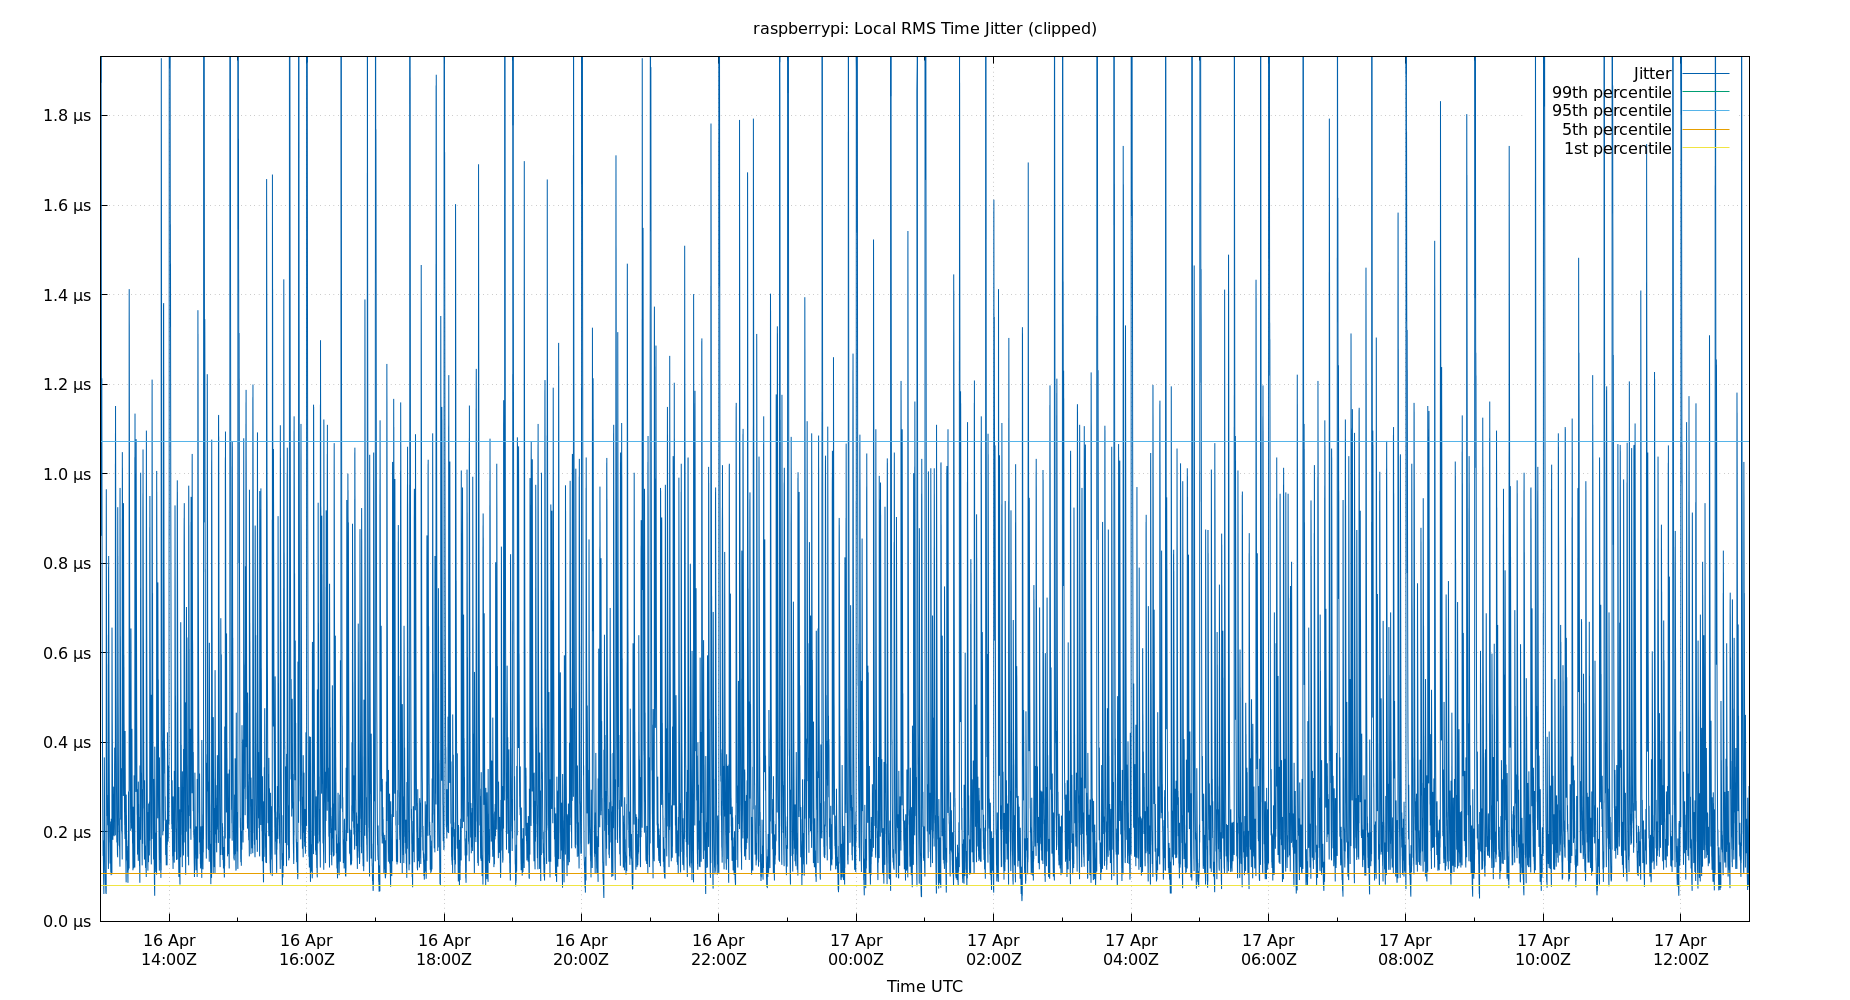 raspberrypi: Local RMS Time Jitter (clipped)
Jitter
99th percentile
95th percentile
5th percentile
1st percentile
1.8 µs
1.6 µs
1.4 µs
1.2 µs
1.0 µs
0.8 µs
0.6 µs
0.4 µs
0.2 µs
0.0 µs
16 Apr 16 Apr 16 Apr 16 Apr 16 Apr 17 Apr 17 Apr 17 Apr 17 Apr 17 Apr 17 Apr 17 Apr
14:00Z 16:00Z 18:00Z 20:00Z 22:00Z 00:00Z 02:00Z 04:00Z 06:00Z 08:00Z 10:00Z 12:00Z
Time UTC